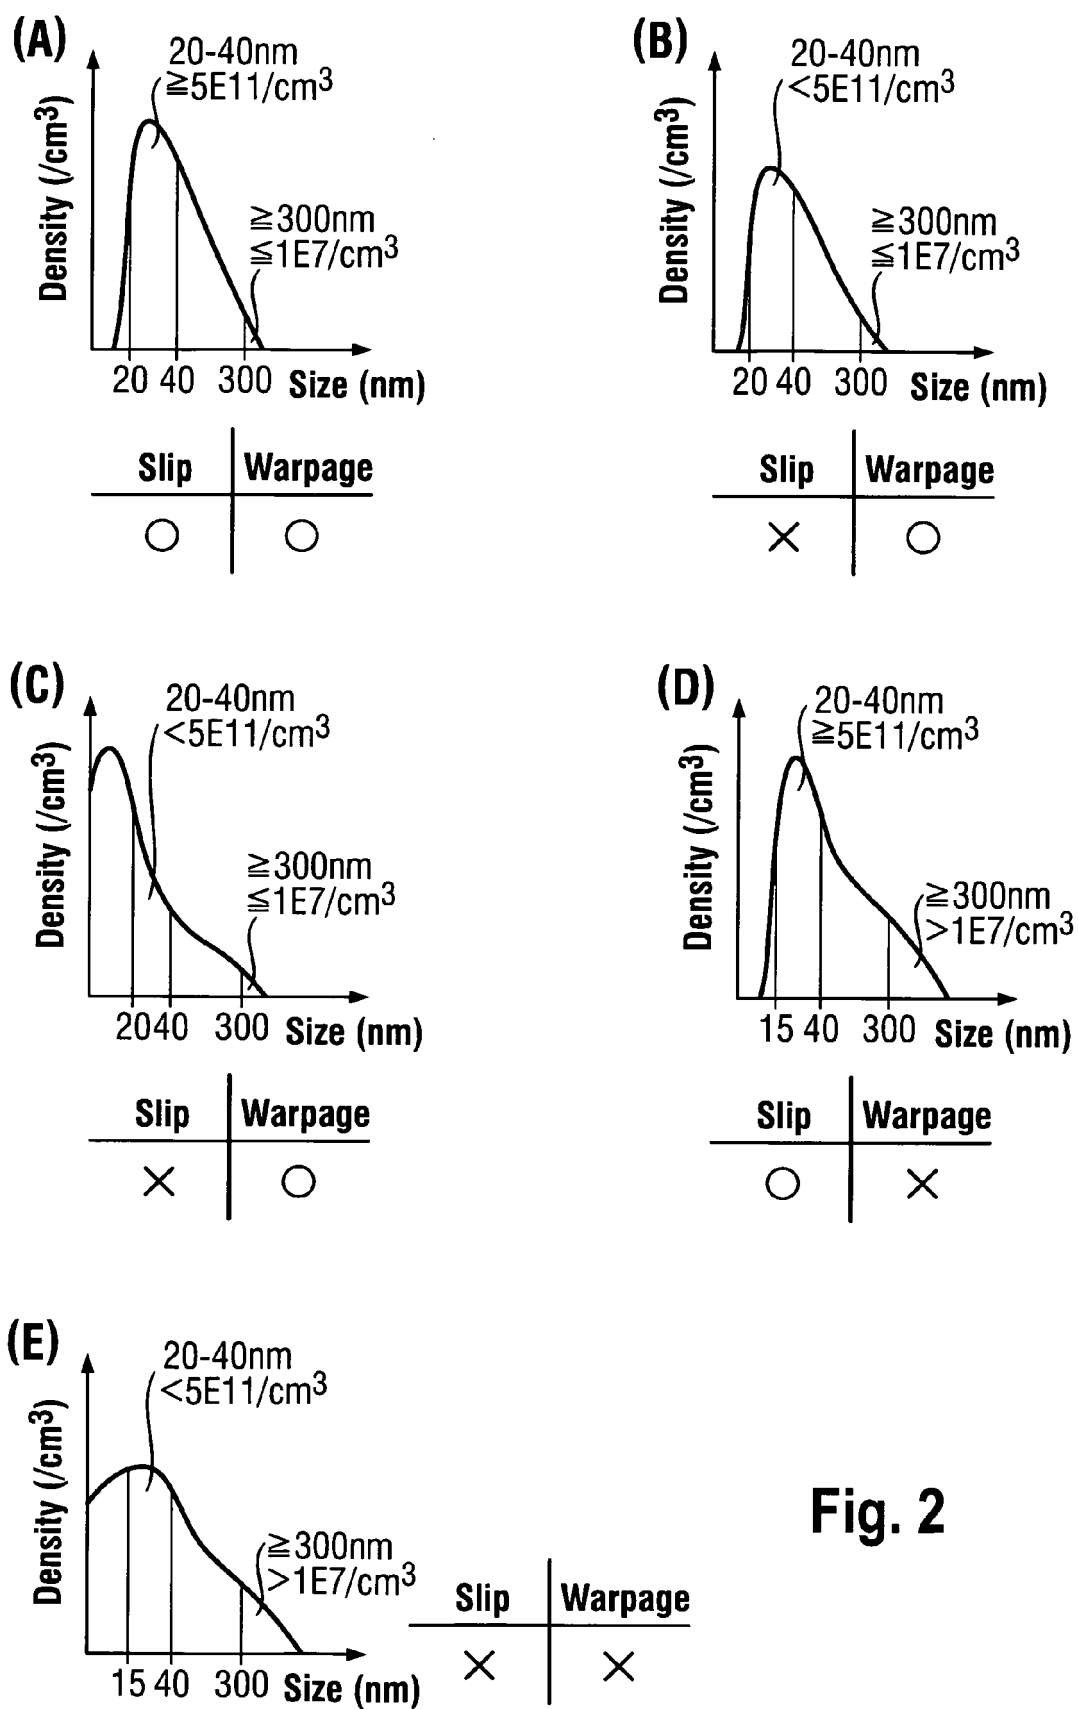 (A)
20-40nm
≧5E11/cm³
Density (/cm³)
≧300nm
≦1E7/cm³
20 40 300 Size (nm)
Slip Warpage
○ ○
(B)
20-40nm
<5E11/cm³
Density (/cm³)
≧300nm
≦1E7/cm³
20 40 300 Size (nm)
Slip Warpage
× ○
(C)
20-40nm
<5E11/cm³
Density (/cm³)
≧300nm
≦1E7/cm³
20 40 300 Size (nm)
Slip Warpage
× ○
(D)
20-40nm
≧5E11/cm³
Density (/cm³)
≧300nm
>1E7/cm³
15 40 300 Size (nm)
Slip Warpage
○ ×
(E)
20-40nm
<5E11/cm³
Density (/cm³)
≧300nm
>1E7/cm³
15 40 300 Size (nm)
Slip Warpage
× ×
Fig. 2